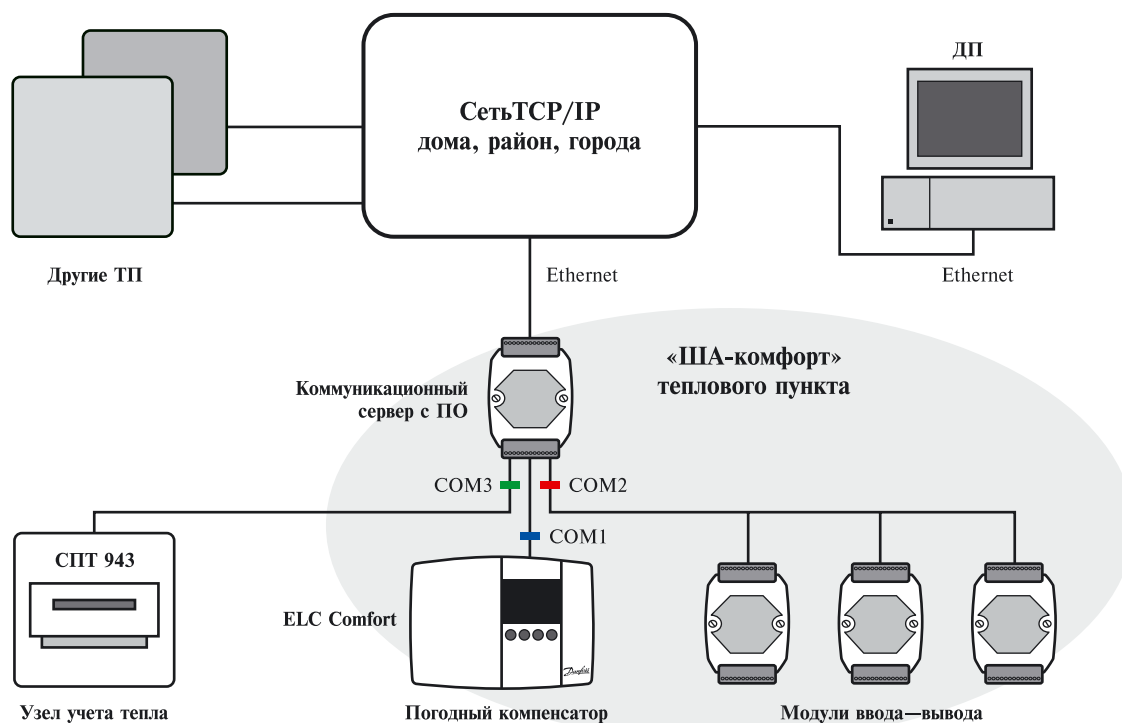 ДП
СетьTCP/IP
дома, район, города
Другие ТП
Ethernet
Ethernet
«ША-комфорт»
теплового пункта
Коммуникационный
сервер с ПО
COM3
COM2
COM1
СПТ 943
ELC Comfort
Danfoss
Узел учета тепла
Погодный компенсатор
Модули ввода—вывода